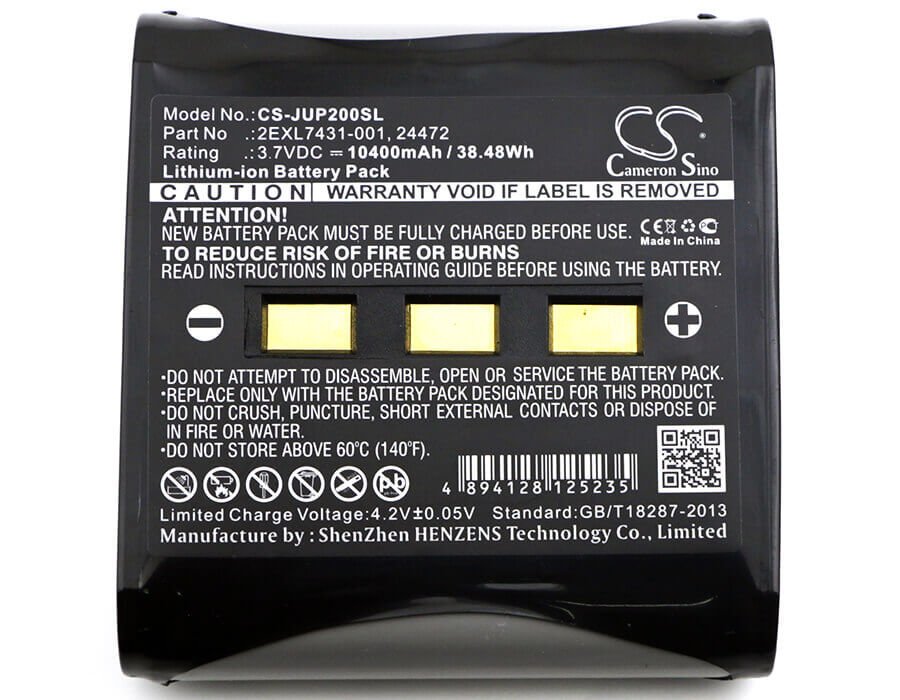 Model No.:CS-JUP200SL
Part No .:2EXL7431-001, 24472
Rating .:3.7VDC ⎓ 10400mAh / 38.48Wh
Lithium-ion Battery Pack
CS
Cameron Sino
CAUTION WARRANTY VOID IF LABEL IS REMOVED
ATTENTION!
NEW BATTERY PACK MUST BE FULLY CHARGED BEFORE USE.
CE
Made In China
TO REDUCE RISK OF FIRE OR BURNS
READ INSTRUCTIONS IN OPERATING GUIDE BEFORE USING THE BATTERY.
− +
•DO NOT ATTEMPT TO DISASSEMBLE, OPEN OR SERVICE THE BATTERY PACK.
•REPLACE ONLY WITH THE BATTERY PACK DESIGNATED FOR THIS PRODUCT.
•DO NOT CRUSH, PUNCTURE, SHORT EXTERNAL CONTACTS OR DISPOSE OF
IN FIRE OR WATER.
•DO NOT STORE ABOVE 60°C (140°F).
Pb
4 894128 125235
Limited Charge Voltage:4.2V±0.05V Standard:GB/T18287-2013
Manufacture by : ShenZhen HENZENS Technology Co., Limited